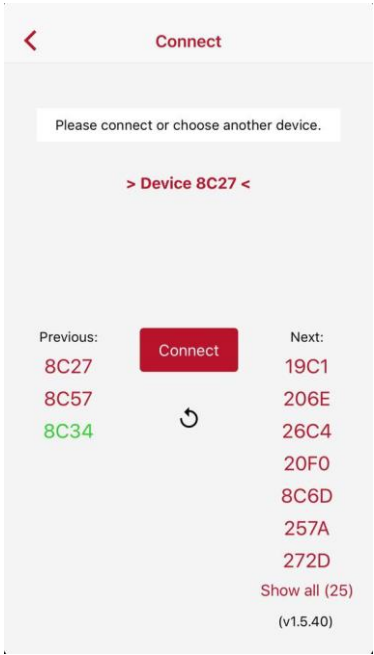 Connect
Please connect or choose another device.
> Device 8C27 <
Previous:
8C27
8C57
8C34
Connect
Next:
19C1
206E
26C4
20F0
8C6D
257A
272D
Show all (25)
(v1.5.40)